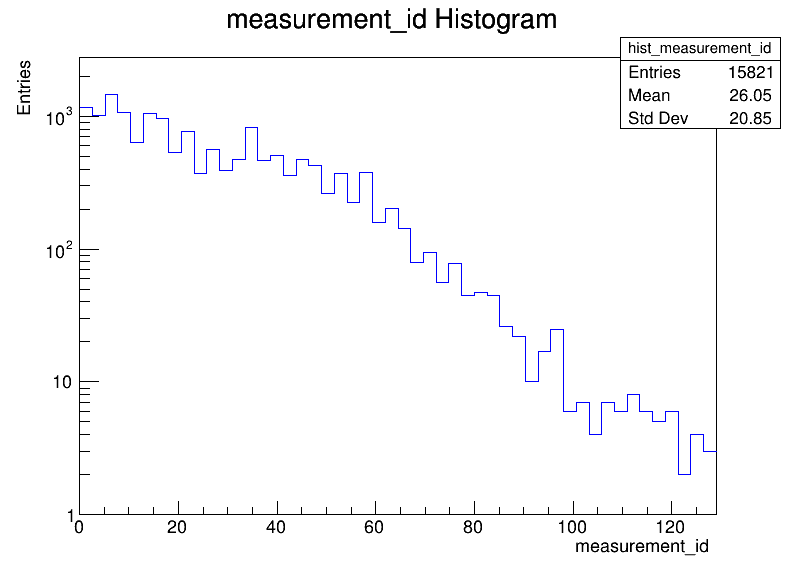 measurement_id Histogram
hist_measurement_id
Entries 15821
Mean 26.05
Std Dev 20.85
Entries
10³
10²
10
1
0 20 40 60 80 100 120
measurement_id